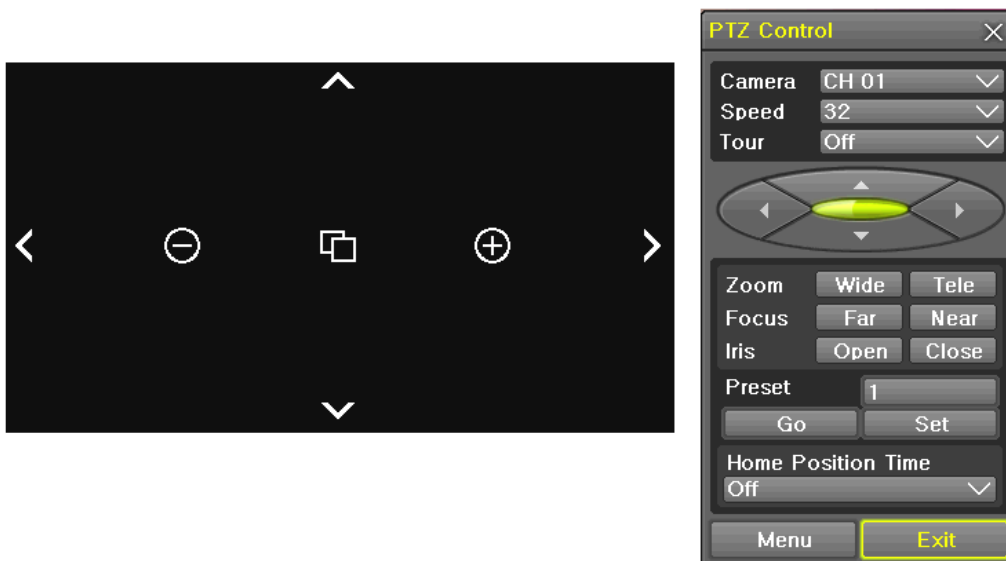 PTZ Control
Camera CH 01
Speed 32
Tour Off
Zoom Wide Tele
Focus Far Near
Iris Open Close
Preset 1
Go Set
Home Position Time
Off
Menu Exit